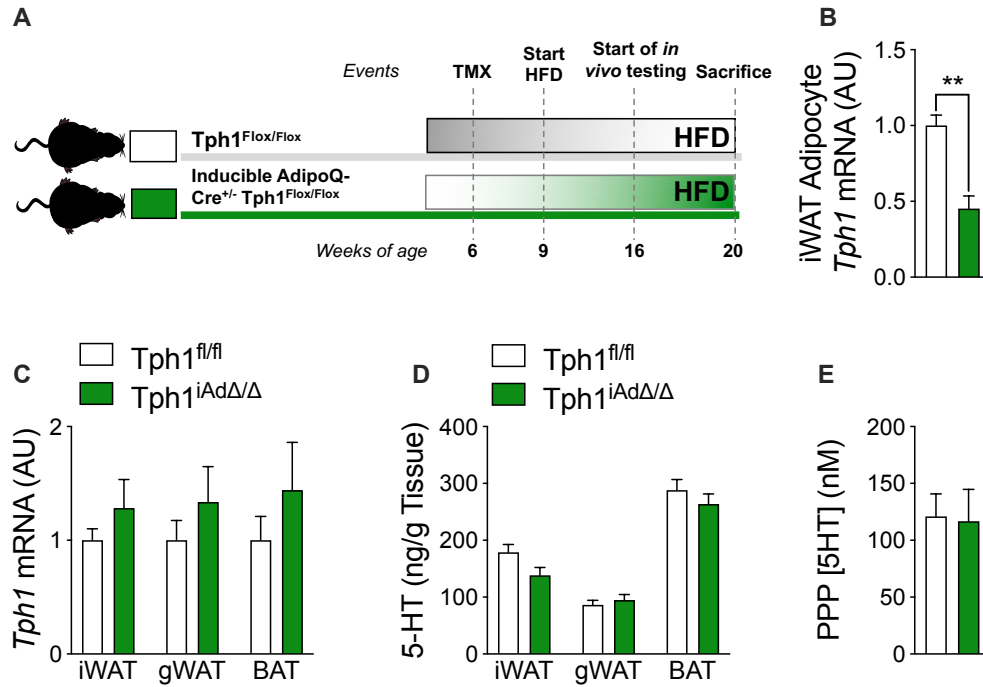 A
Events
TMX
Start
HFD
Start of in
vivo testing
Sacrifice
Tph1Flox/Flox
HFD
Inducible AdipoQ-
Cre+/- Tph1Flox/Flox
HFD
Weeks of age
6
9
16
20
B
iWAT Adipocyte
Tph1 mRNA (AU)
1.5
1.0
0.5
0.0
**
C
Tph1fl/fl
Tph1iAdΔ/Δ
Tph1 mRNA (AU)
2
1
0
iWAT
gWAT
BAT
D
Tph1fl/fl
Tph1iAdΔ/Δ
5-HT (ng/g Tissue)
400
300
200
100
0
iWAT
gWAT
BAT
E
PPP [5HT] (nM)
200
150
100
50
0